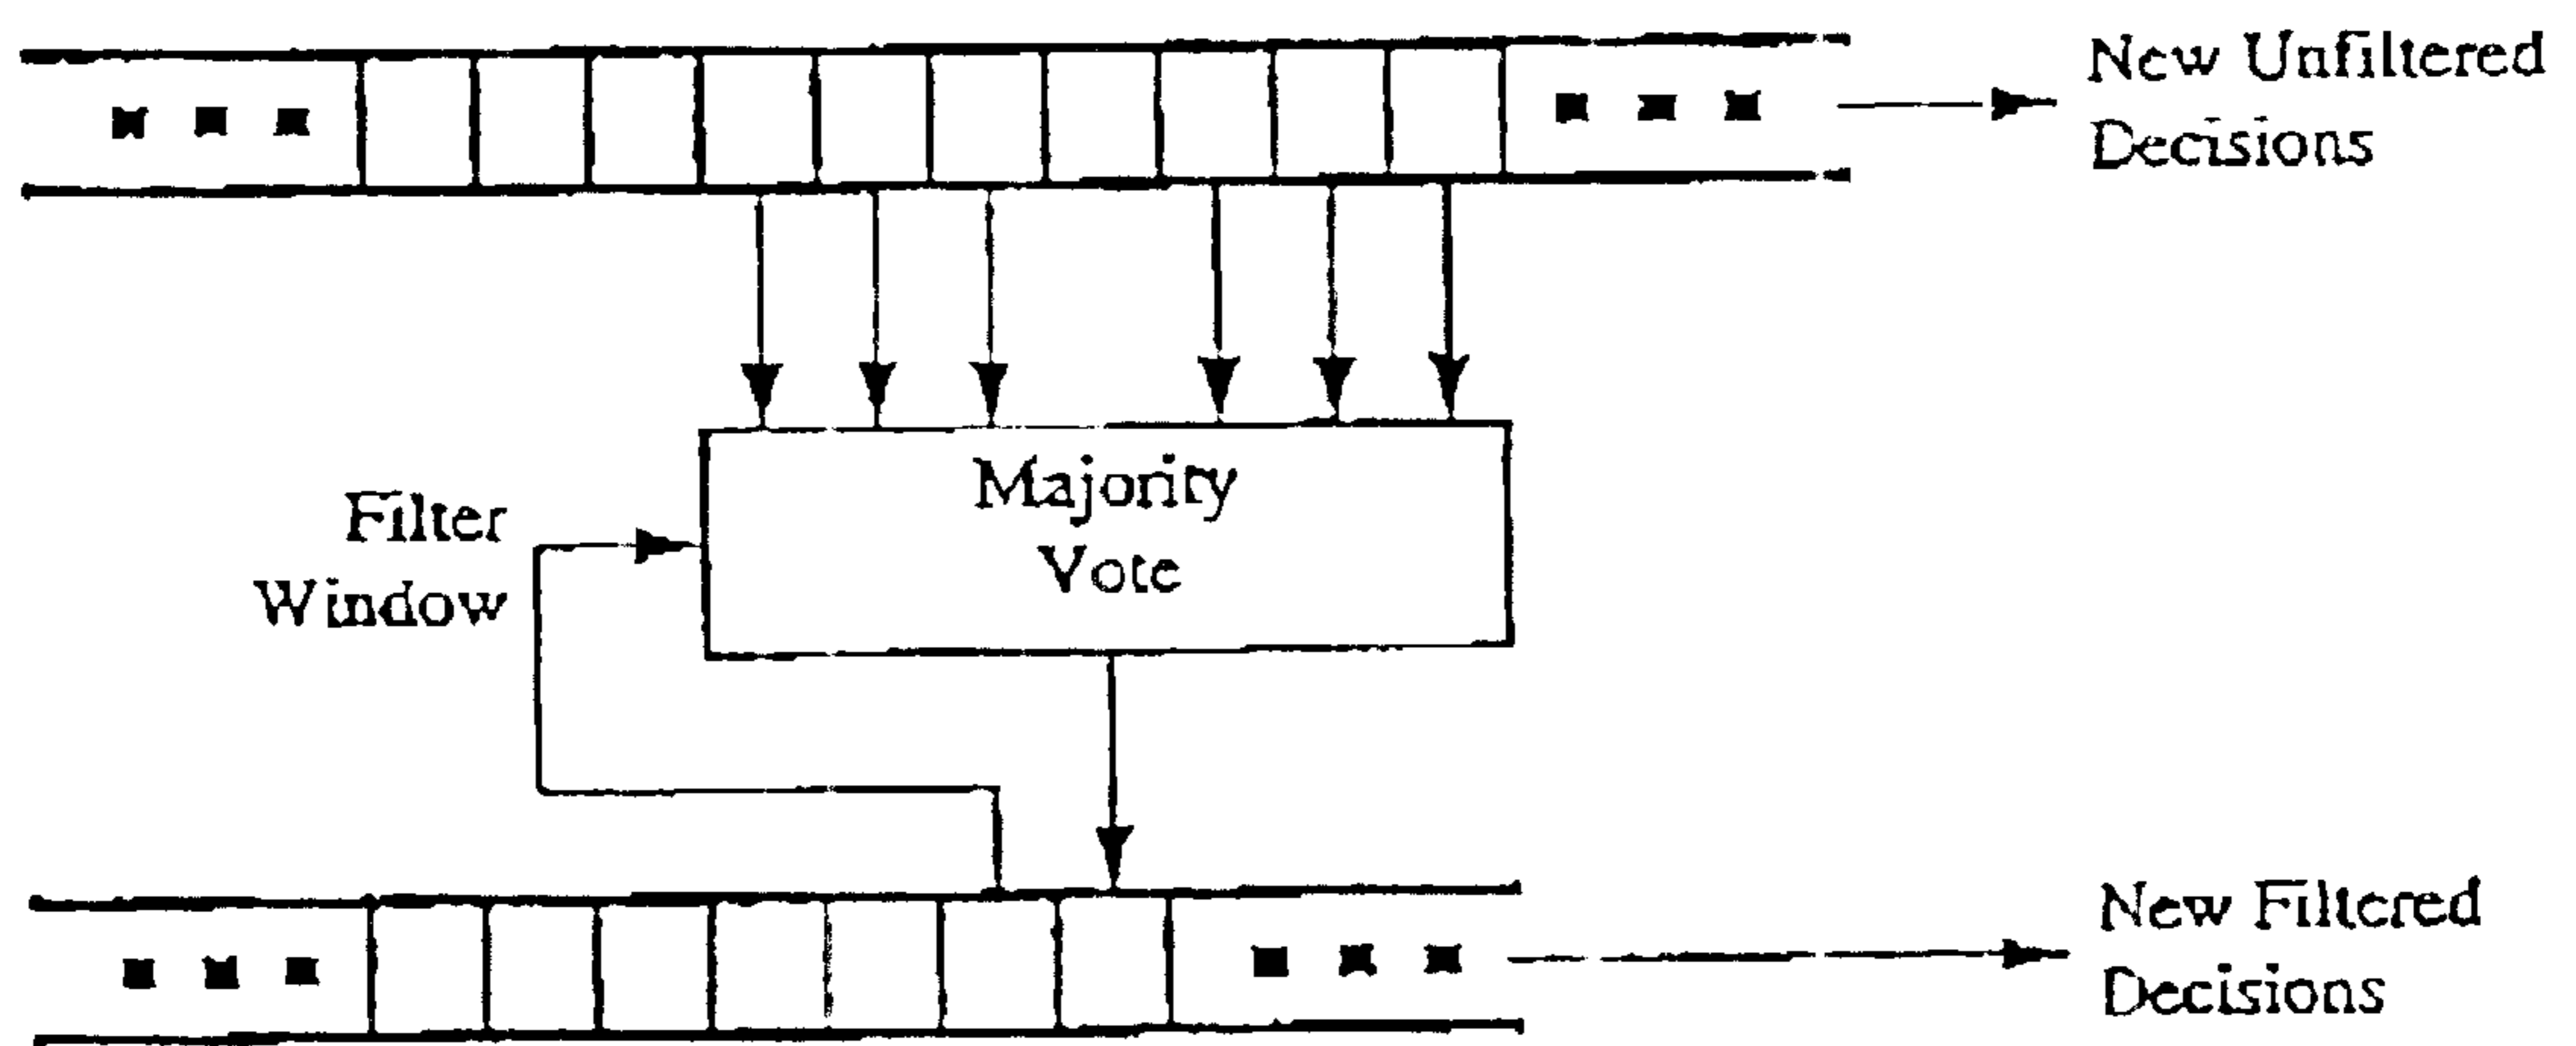 New Unfiltered
Decisions
Majority
Vote
Filter
Window
New Filtered
Decisions